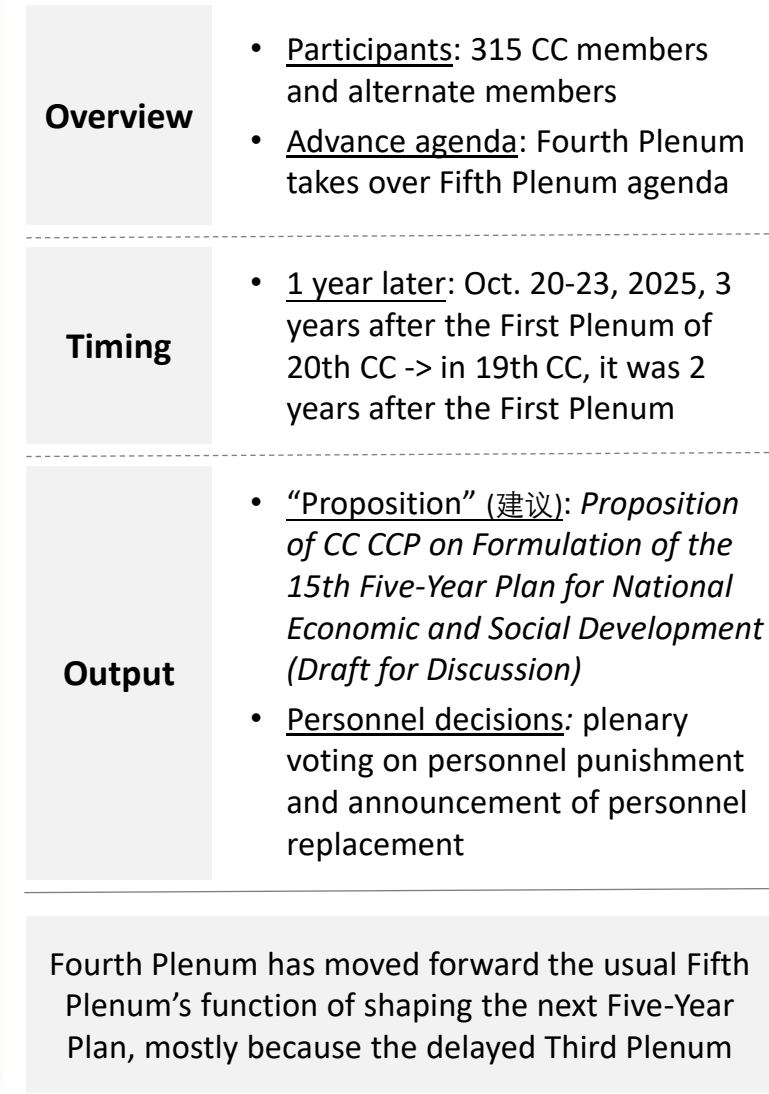 Overview
• Participants: 315 CC members
and alternate members
• Advance agenda: Fourth Plenum
takes over Fifth Plenum agenda
Timing
• 1 year later: Oct. 20-23, 2025, 3
years after the First Plenum of
20th CC -> in 19th CC, it was 2
years after the First Plenum
Output
• “Proposition” (建议): Proposition
of CC CCP on Formulation of the
15th Five-Year Plan for National
Economic and Social Development
(Draft for Discussion)
• Personnel decisions: plenary
voting on personnel punishment
and announcement of personnel
replacement
Fourth Plenum has moved forward the usual Fifth
Plenum’s function of shaping the next Five-Year
Plan, mostly because the delayed Third Plenum